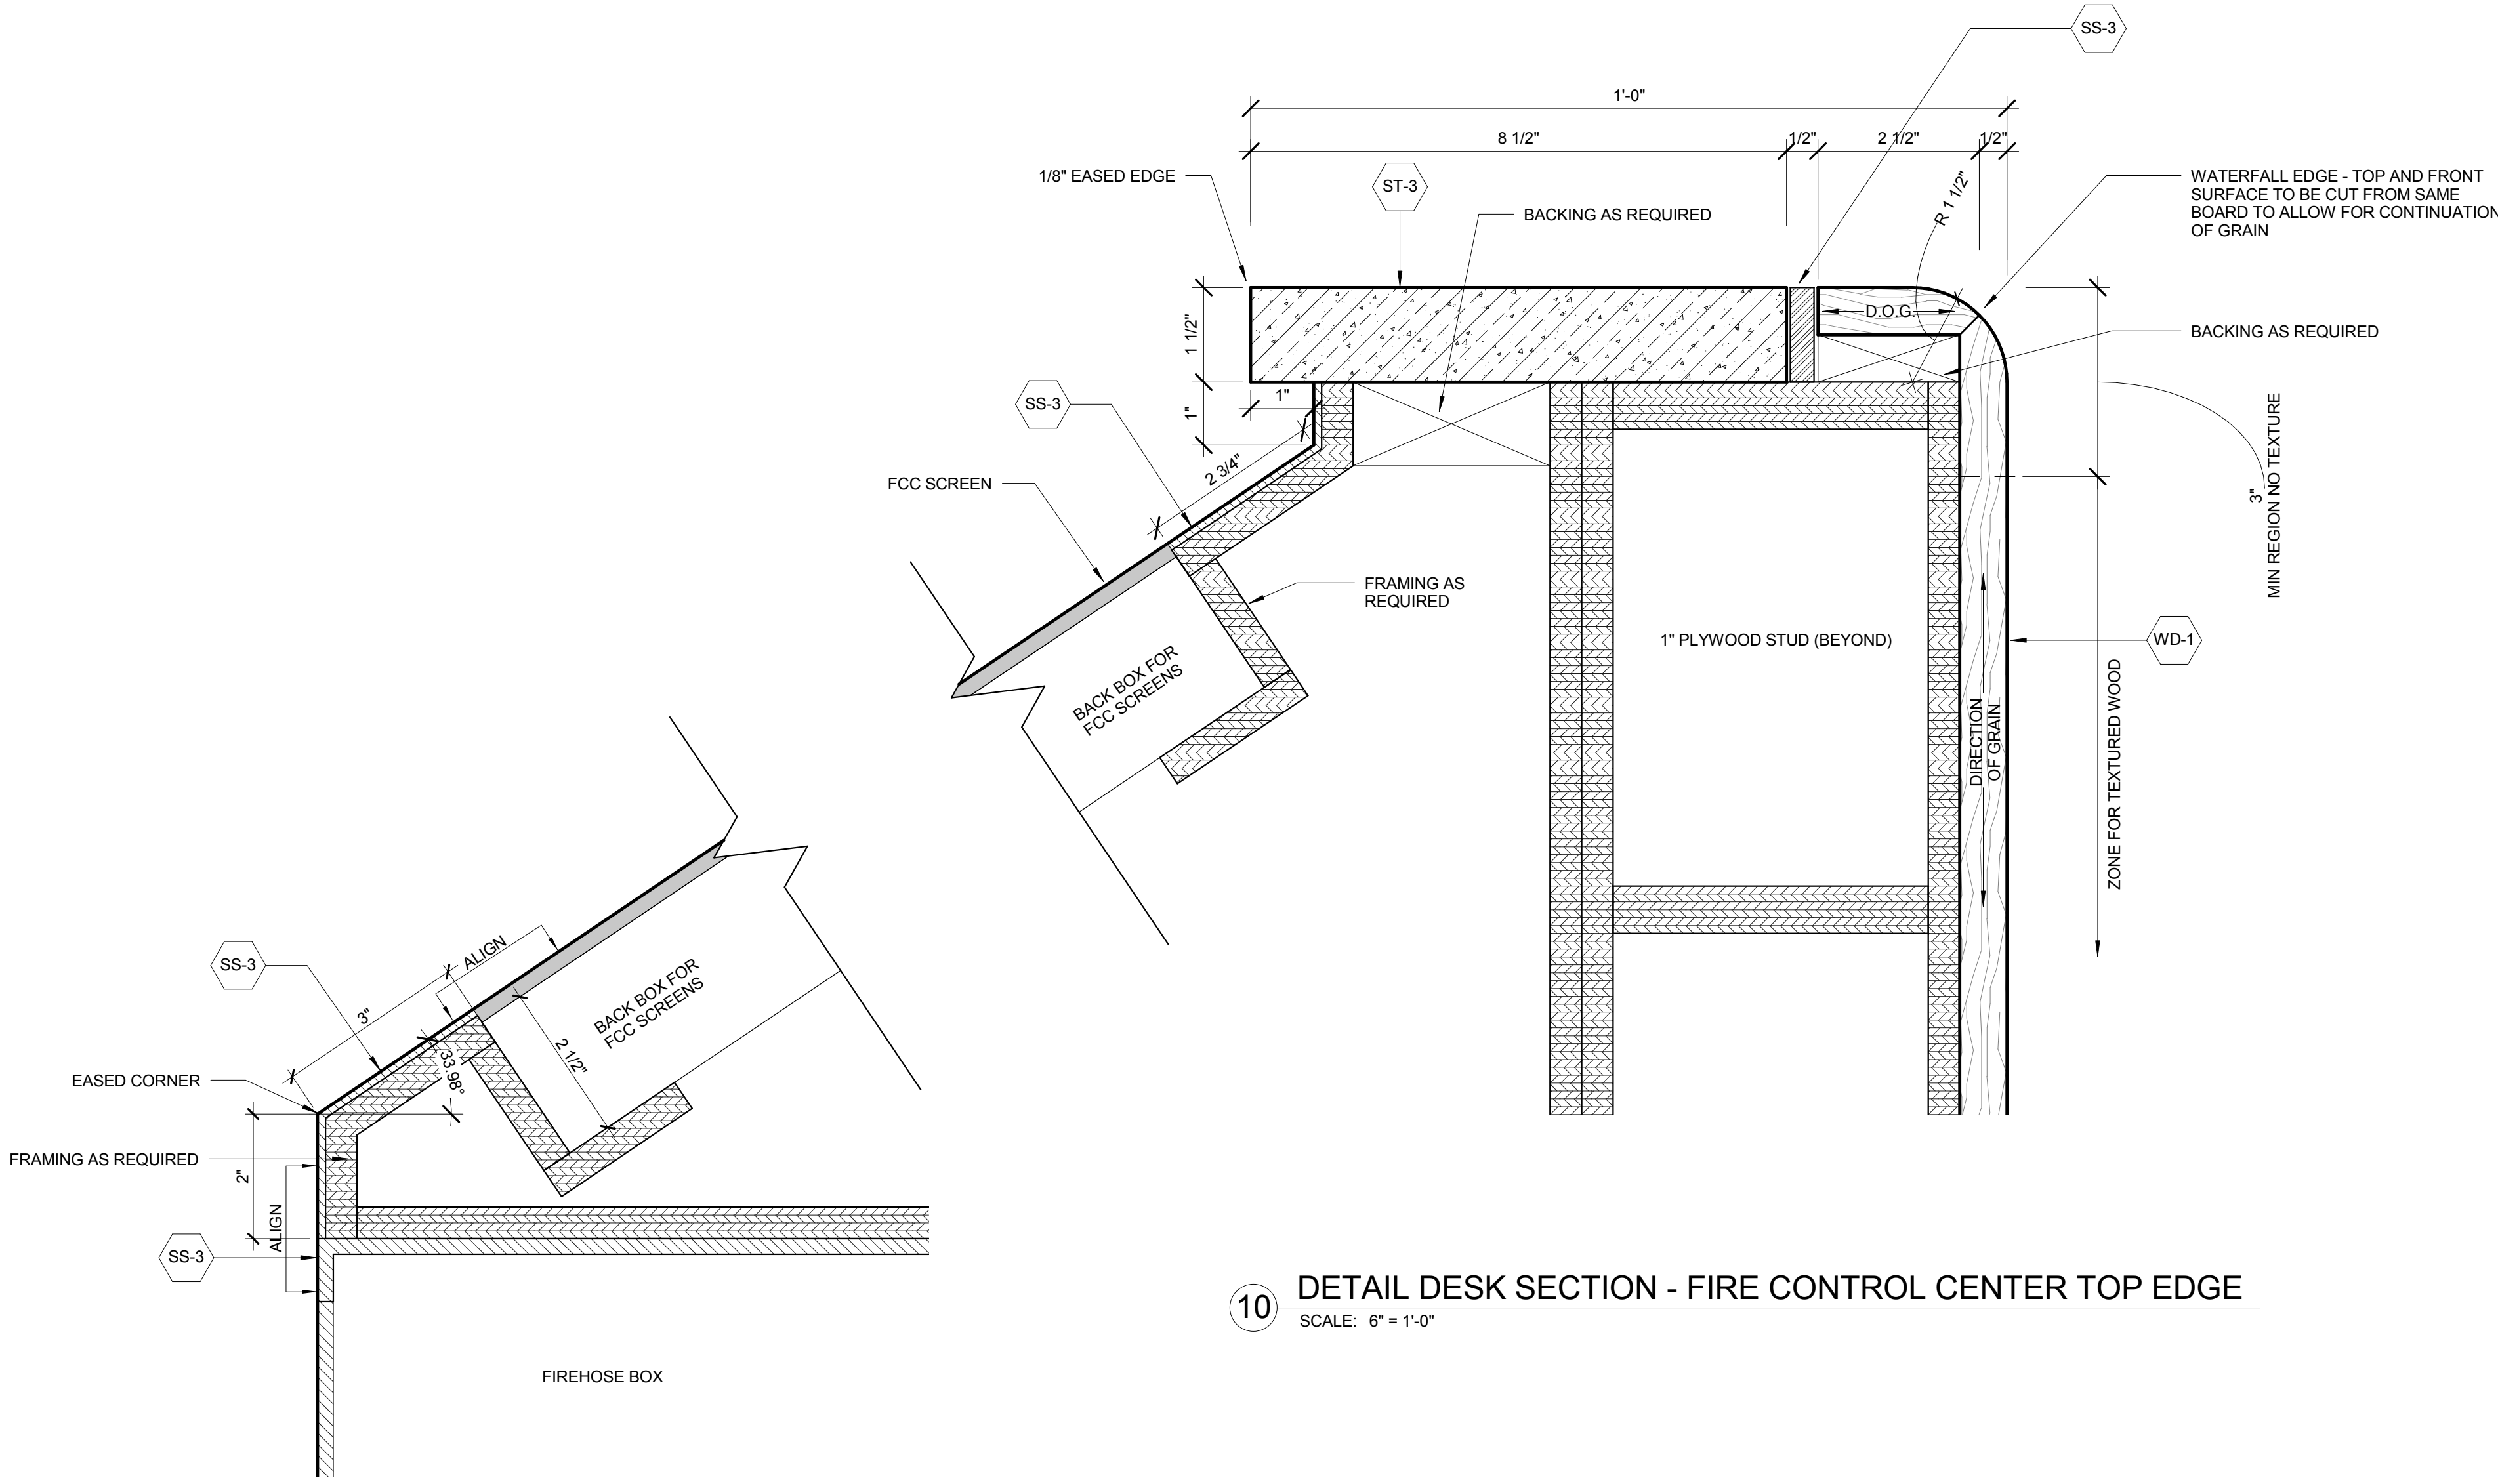 SS-3
1'-0"
8 1/2"
1/2"
2 1/2"
1/2"
1/8" EASED EDGE
ST-3
BACKING AS REQUIRED
R 1 1/2"
WATERFALL EDGE - TOP AND FRONT
SURFACE TO BE CUT FROM SAME
BOARD TO ALLOW FOR CONTINUATION
OF GRAIN
D.O.G.
BACKING AS REQUIRED
1 1/2"
1"
1"
SS-3
2 3/4"
FCC SCREEN
3"
MIN REGION NO TEXTURE
FRAMING AS
REQUIRED
1" PLYWOOD STUD (BEYOND)
WD-1
BACK BOX FOR
FCC SCREENS
DIRECTION
OF GRAIN
ZONE FOR TEXTURED WOOD
ALIGN
SS-3
3"
BACK BOX FOR
FCC SCREENS
2 1/2"
33.98°
EASED CORNER
FRAMING AS REQUIRED
2"
ALIGN
SS-3
10
DETAIL DESK SECTION - FIRE CONTROL CENTER TOP EDGE
SCALE: 6" = 1'-0"
FIREHOSE BOX